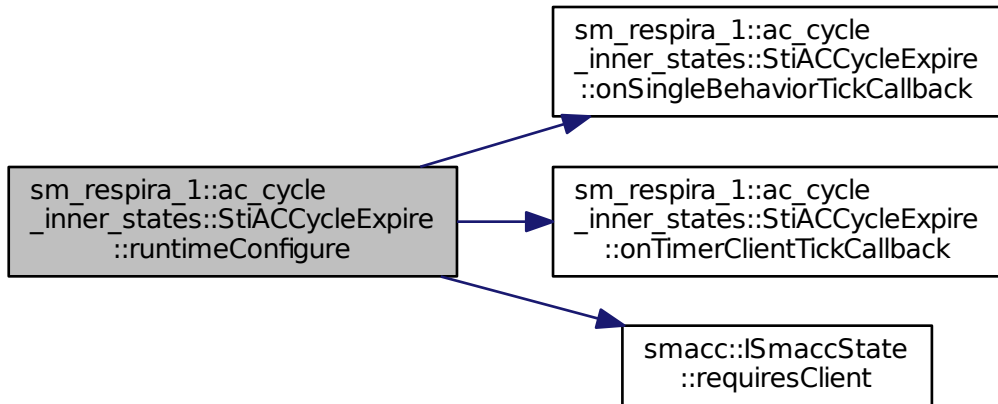 sm_respira_1::ac_cycle
_inner_states::StiACCycleExpire
::onSingleBehaviorTickCallback
sm_respira_1::ac_cycle
_inner_states::StiACCycleExpire
::runtimeConfigure
sm_respira_1::ac_cycle
_inner_states::StiACCycleExpire
::onTimerClientTickCallback
smacc::ISmaccState
::requiresClient